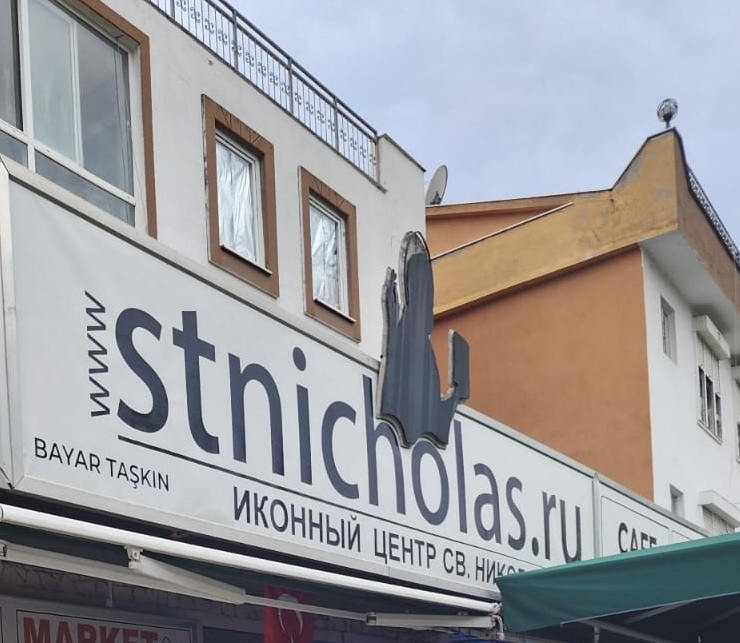 www
stnicholas.ru
BAYAR TAŞKIN
ИКОННЫЙ ЦЕНТР СВ.
CAFE
MARKET